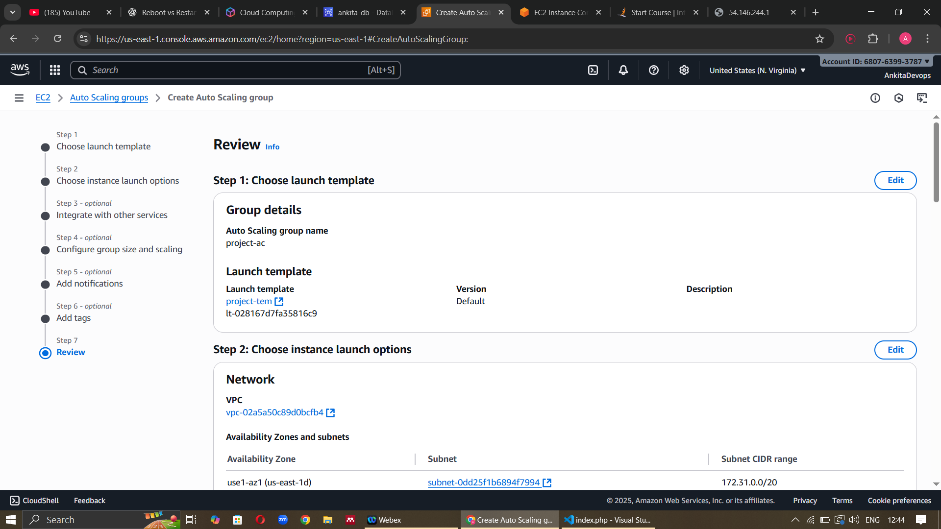 (185) YouTube
Reboot vs Restar
Cloud Computin
ankita_db - Data
Create Auto Sca
EC2 Instance Co
Start Course | In
54.146.244.1
https://us-east-1.console.aws.amazon.com/ec2/home?region=us-east-1#CreateAutoScalingGroup:
A
aws
Search
[Alt+S]
United States (N. Virginia)
Account ID: 6807-6399-3787
AnkitaDevops
EC2
Auto Scaling groups
Create Auto Scaling group
Step 1
Choose launch template
Step 2
Choose instance launch options
Step 3 - optional
Integrate with other services
Step 4 - optional
Configure group size and scaling
Step 5 - optional
Add notifications
Step 6 - optional
Add tags
Step 7
Review
Review Info
Step 1: Choose launch template
Edit
Group details
Auto Scaling group name
project-ac
Launch template
Launch template Version Description
project-tem Default
lt-028167d7fa35816c9
Step 2: Choose instance launch options
Edit
Network
VPC
vpc-02a5a50c89d0bcfb4
Availability Zones and subnets
Availability Zone Subnet Subnet CIDR range
use1-az1 (us-east-1d) subnet-0dd25f1b6894f7994 172.31.0.0/20
CloudShell Feedback © 2025, Amazon Web Services, Inc. or its affiliates. Privacy Terms Cookie preferences
Search
Webex
Create Auto Scaling g...
index.php - Visual Stu...
ENG 12:44